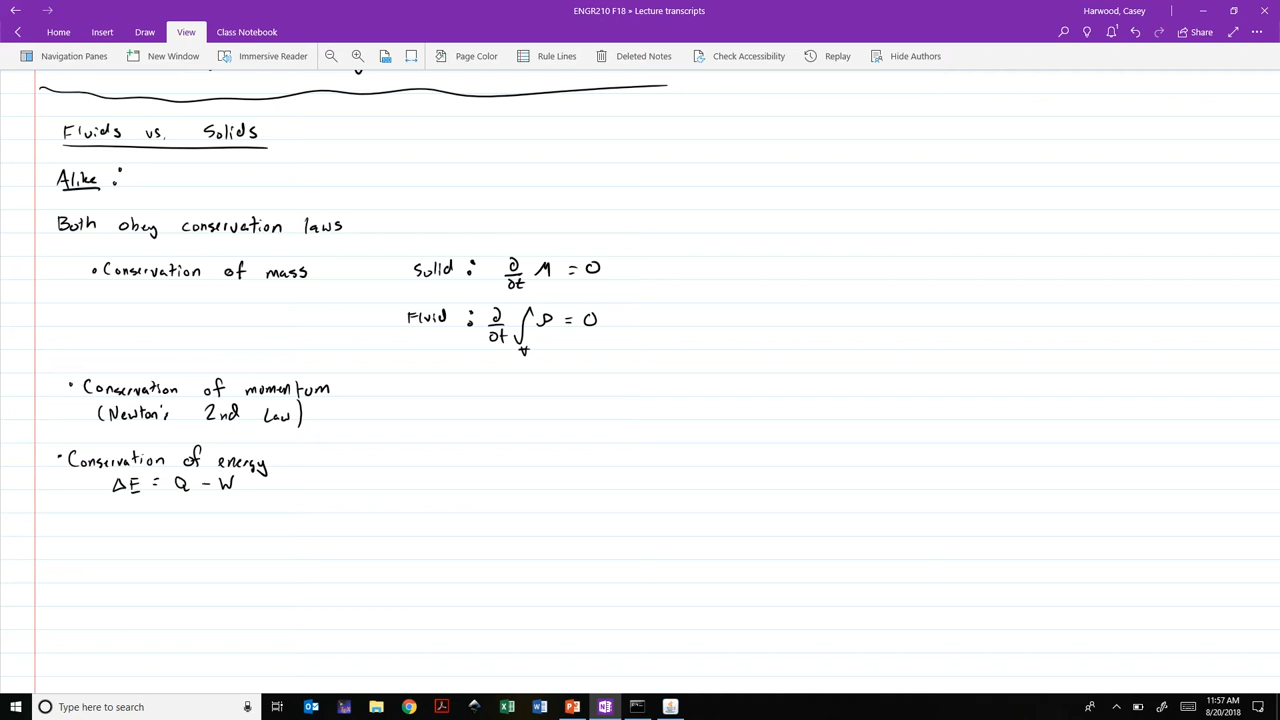 ENGR210 F18 » Lecture transcripts
Harwood, Casey
Home Insert Draw View Class Notebook
Share
Navigation Panes New Window Immersive Reader Page Color Rule Lines Deleted Notes Check Accessibility Replay Hide Authors
Fluids vs. Solids
Alike :
Both obey conservation laws
• Conservation of mass
Solid : ∂/∂t M = 0
Fluid : ∂/∂t ∫_V ρ = 0
• Conservation of momentum
(Newton's 2nd Law)
• Conservation of energy
ΔE = Q - W
Type here to search
11:57 AM
8/20/2018